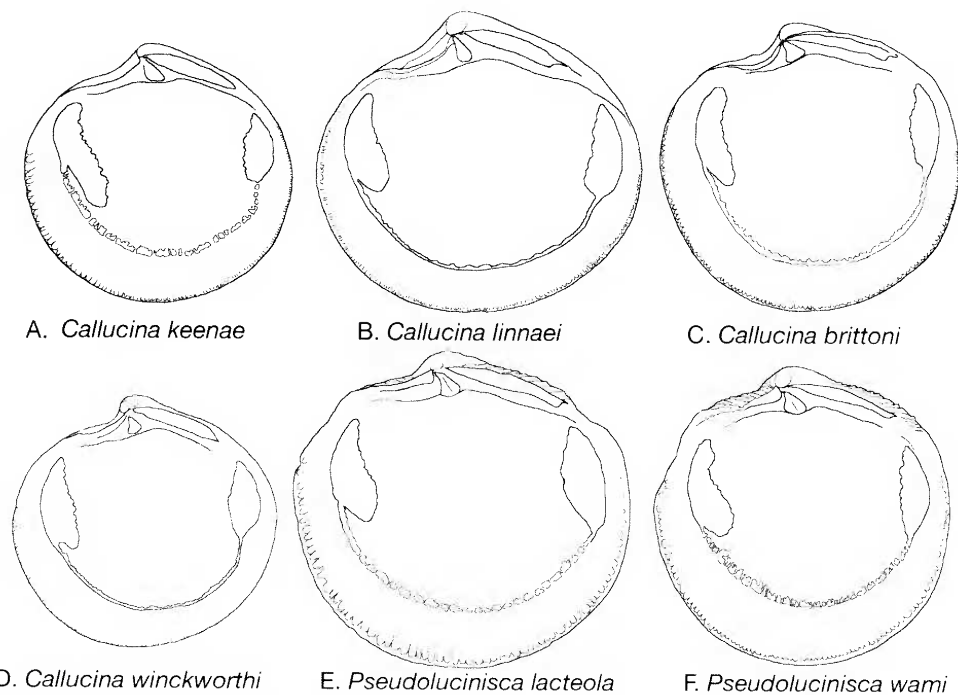 A. Callucina keenae
B. Callucina linnaei
C. Callucina brittoni
D. Callucina winckworthi
E. Pseudolucinisca lacteola
F. Pseudolucinisca wami